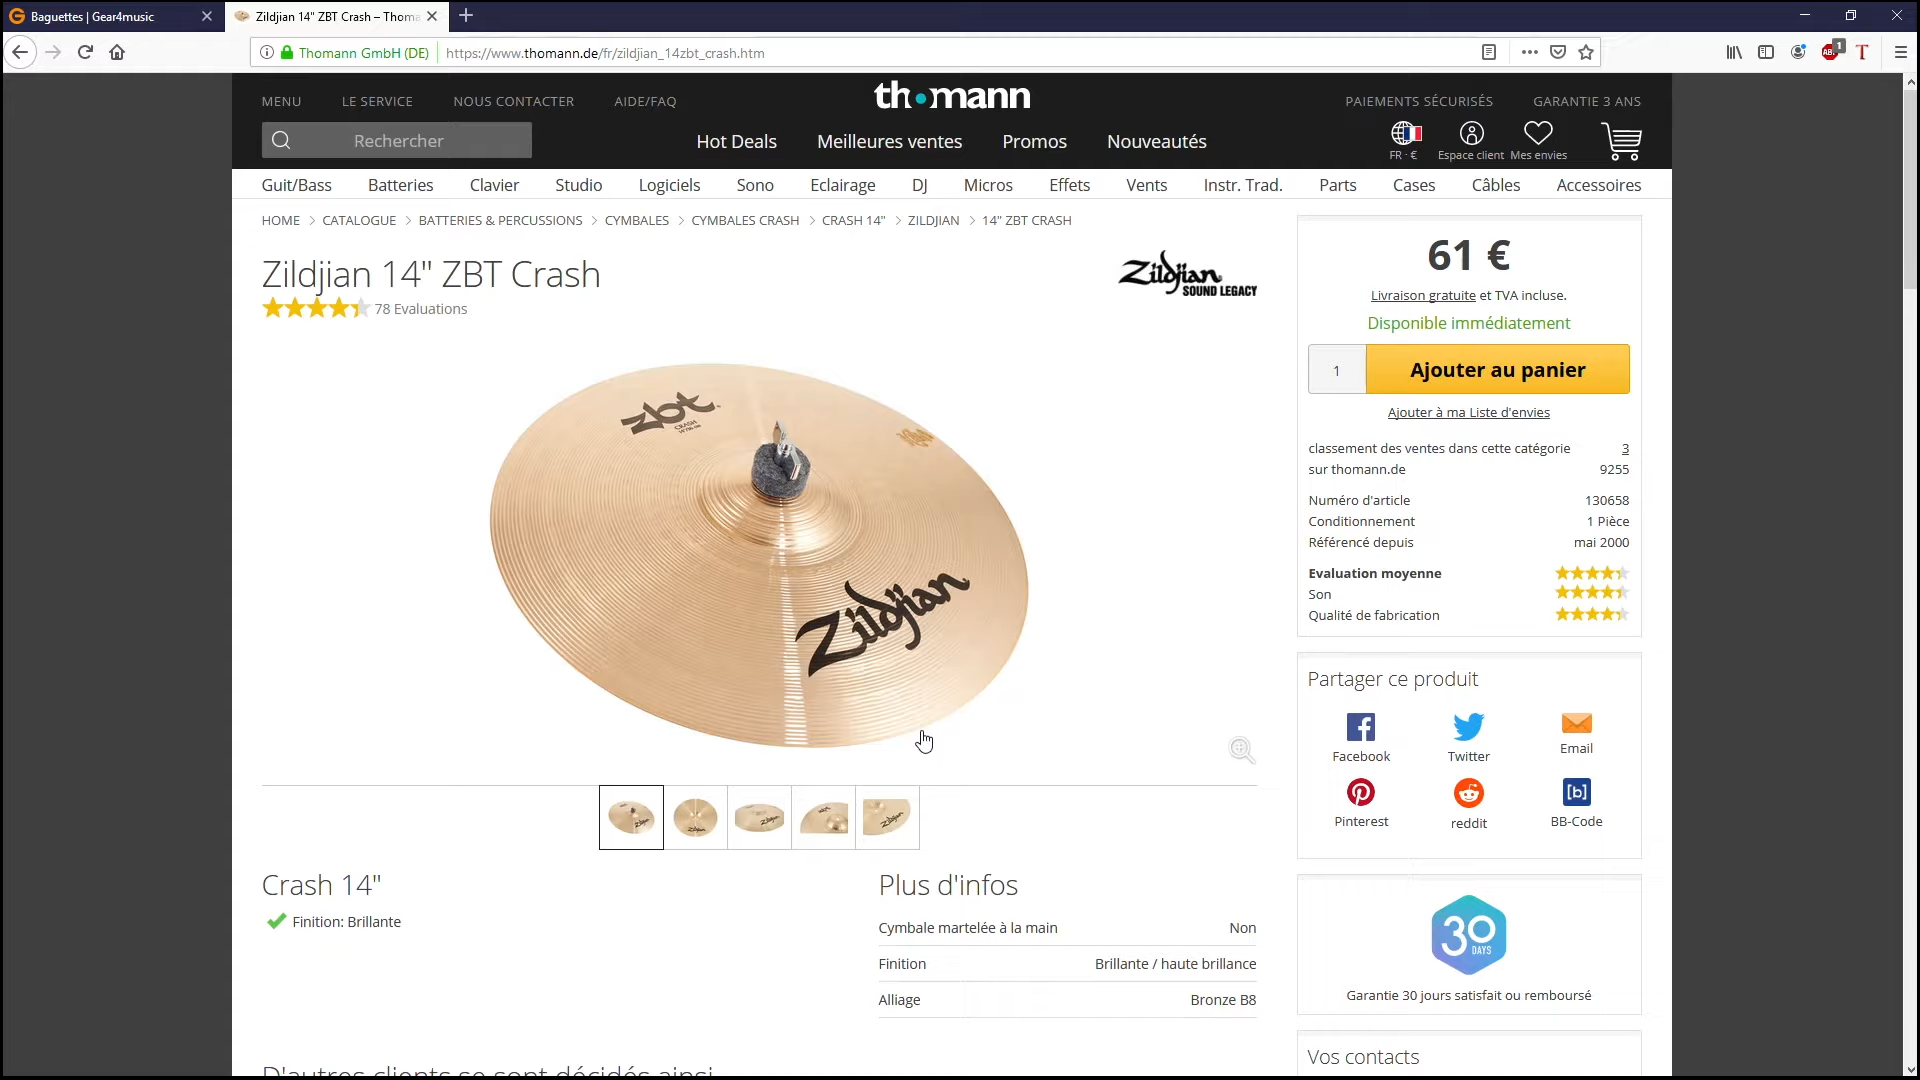 Baguettes | Gear4music
Zildjian 14" ZBT Crash – Thoma
Thomann GmbH (DE)
https://www.thomann.de/fr/zildjian_14zbt_crash.htm
1
MENU
LE SERVICE
NOUS CONTACTER
AIDE/FAQ
thomann
PAIEMENTS SÉCURISÉS
GARANTIE 3 ANS
Rechercher
Hot Deals
Meilleures ventes
Promos
Nouveautés
FR · €
Espace client
Mes envies
Guit/Bass
Batteries
Clavier
Studio
Logiciels
Sono
Eclairage
DJ
Micros
Effets
Vents
Instr. Trad.
Parts
Cases
Câbles
Accessoires
HOME > CATALOGUE > BATTERIES & PERCUSSIONS > CYMBALES > CYMBALES CRASH > CRASH 14" > ZILDJIAN > 14" ZBT CRASH
Zildjian 14" ZBT Crash
78 Evaluations
Zildjian
SOUND LEGACY
zbt
CRASH
Zildjian
61 €
Livraison gratuite et TVA incluse.
Disponible immédiatement
1
Ajouter au panier
Ajouter à ma Liste d'envies
classement des ventes dans cette catégorie 3
sur thomann.de 9255
Numéro d'article 130658
Conditionnement 1 Pièce
Référencé depuis mai 2000
Evaluation moyenne
Son
Qualité de fabrication
Partager ce produit
Facebook
Twitter
Email
Pinterest
reddit
[b]
BB-Code
30
DAYS
Garantie 30 jours satisfait ou remboursé
Vos contacts
Crash 14"
Finition: Brillante
Plus d'infos
Cymbale martelée à la main Non
Finition Brillante / haute brillance
Alliage Bronze B8
D'autres clients se sont décidés ainsi